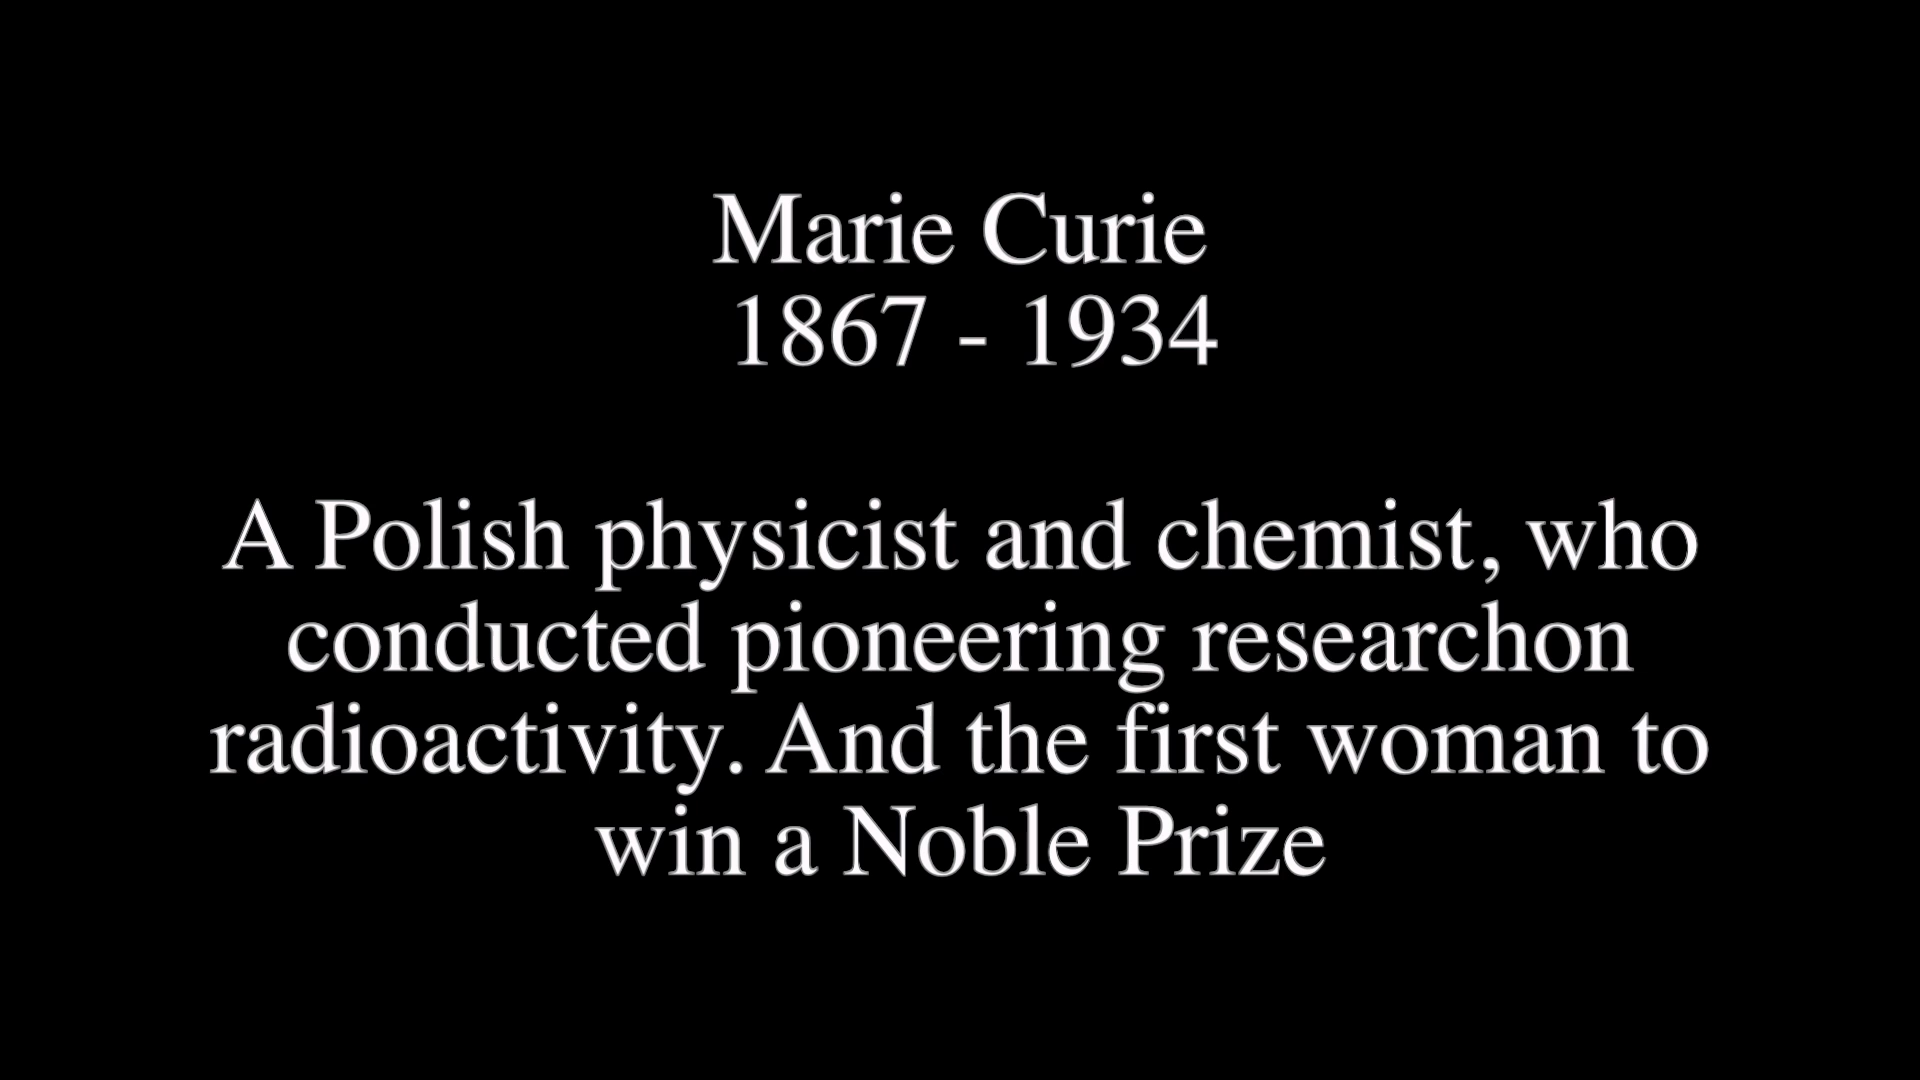 Marie Curie
1867 - 1934
A Polish physicist and chemist, who
conducted pioneering researchon
radioactivity. And the first woman to
win a Noble Prize